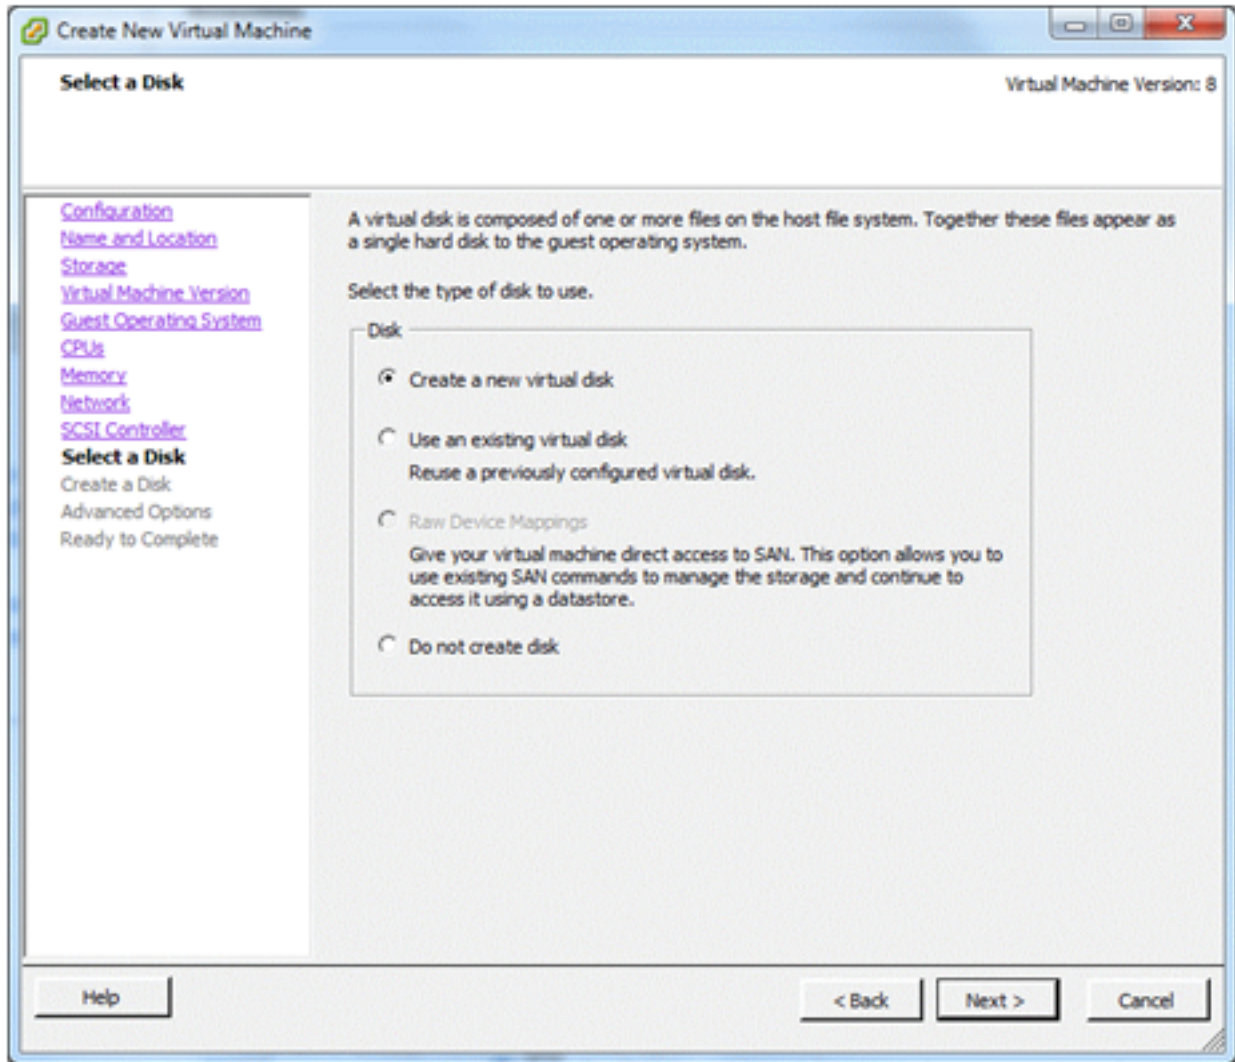 Create New Virtual Machine
Select a Disk
Virtual Machine Version: 8
Configuration
Name and Location
Storage
Virtual Machine Version
Guest Operating System
CPUs
Memory
Network
SCSI Controller
Select a Disk
Create a Disk
Advanced Options
Ready to Complete
A virtual disk is composed of one or more files on the host file system. Together these files appear as
a single hard disk to the guest operating system.
Select the type of disk to use.
Disk
Create a new virtual disk
Use an existing virtual disk
Reuse a previously configured virtual disk.
Raw Device Mappings
Give your virtual machine direct access to SAN. This option allows you to
use existing SAN commands to manage the storage and continue to
access it using a datastore.
Do not create disk
Help
< Back
Next >
Cancel